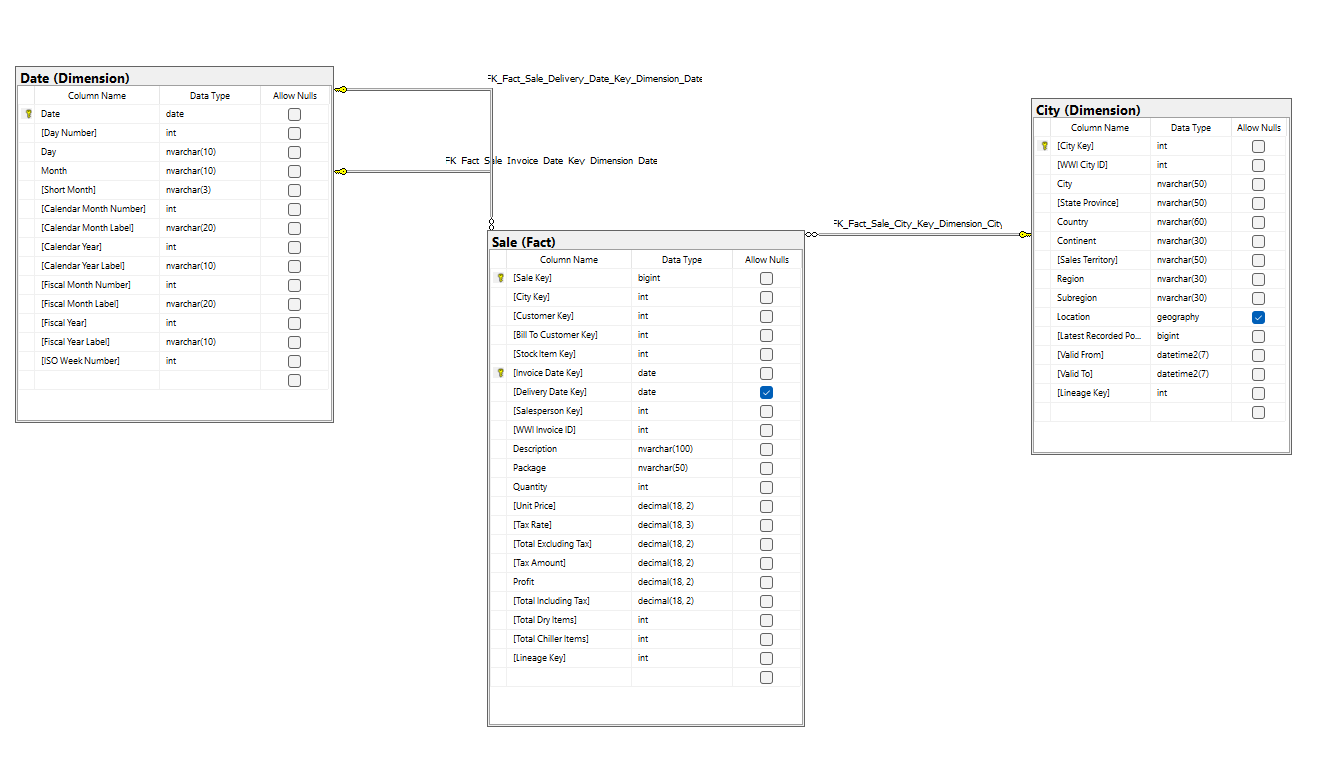 FK_Fact_Sale_Delivery_Date_Key_Dimension_Date
FK_Fact_Sale_Invoice_Date_Key_Dimension_Date
FK_Fact_Sale_City_Key_Dimension_City
Date (Dimension)
Column Name Data Type Allow Nulls
Date date
[Day Number] int
Day nvarchar(10)
Month nvarchar(10)
[Short Month] nvarchar(3)
[Calendar Month Number] int
[Calendar Month Label] nvarchar(20)
[Calendar Year] int
[Calendar Year Label] nvarchar(10)
[Fiscal Month Number] int
[Fiscal Month Label] nvarchar(20)
[Fiscal Year] int
[Fiscal Year Label] nvarchar(10)
[ISO Week Number] int
Sale (Fact)
Column Name Data Type Allow Nulls
[Sale Key] bigint
[City Key] int
[Customer Key] int
[Bill To Customer Key] int
[Stock Item Key] int
[Invoice Date Key] date
[Delivery Date Key] date
[Salesperson Key] int
[WWI Invoice ID] int
Description nvarchar(100)
Package nvarchar(50)
Quantity int
[Unit Price] decimal(18, 2)
[Tax Rate] decimal(18, 3)
[Total Excluding Tax] decimal(18, 2)
[Tax Amount] decimal(18, 2)
Profit decimal(18, 2)
[Total Including Tax] decimal(18, 2)
[Total Dry Items] int
[Total Chiller Items] int
[Lineage Key] int
City (Dimension)
Column Name Data Type Allow Nulls
[City Key] int
[WWI City ID] int
City nvarchar(50)
[State Province] nvarchar(50)
Country nvarchar(60)
Continent nvarchar(30)
[Sales Territory] nvarchar(50)
Region nvarchar(30)
Subregion nvarchar(30)
Location geography
[Latest Recorded Po... bigint
[Valid From] datetime2(7)
[Valid To] datetime2(7)
[Lineage Key] int